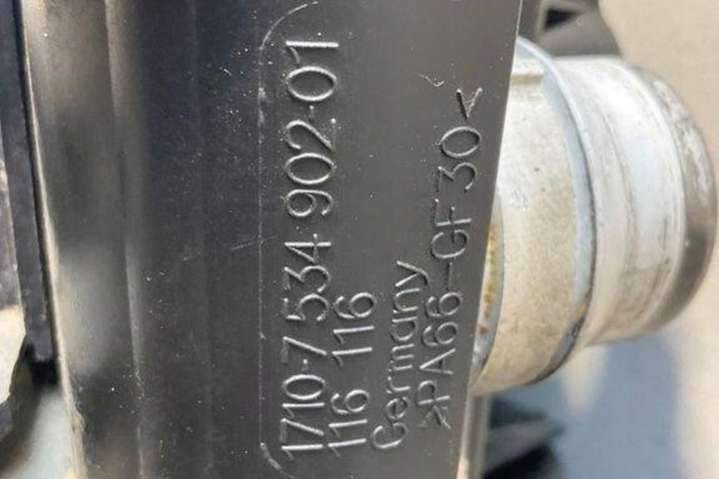 1710-7 534 902-01
116 116
Germany
>PA66-GF30<